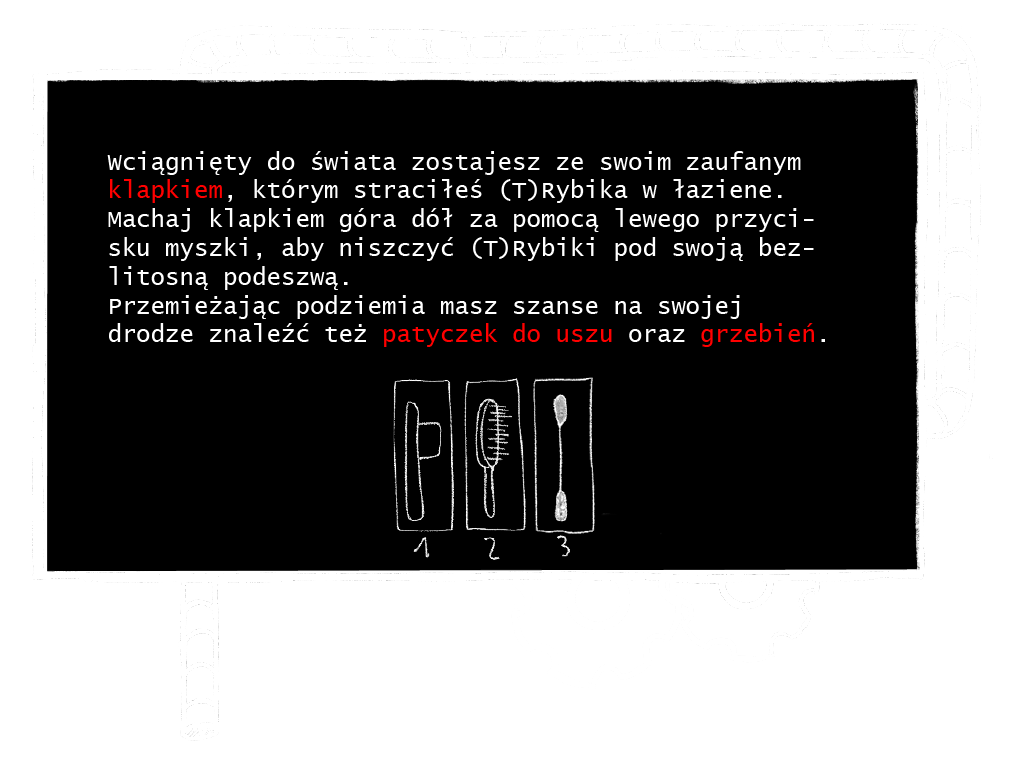 Wciągnięty do świata zostajesz ze swoim zaufanym
klapkiem, którym straciłeś (T)Rybika w łaziene.
Machaj klapkiem góra dół za pomocą lewego przyci-
sku myszki, aby niszczyć (T)Rybiki pod swoją bez-
litosną podeszwą.
Przemieżając podziemia masz szanse na swojej
drodze znaleźć też patyczek do uszu oraz grzebień.
1 2 3